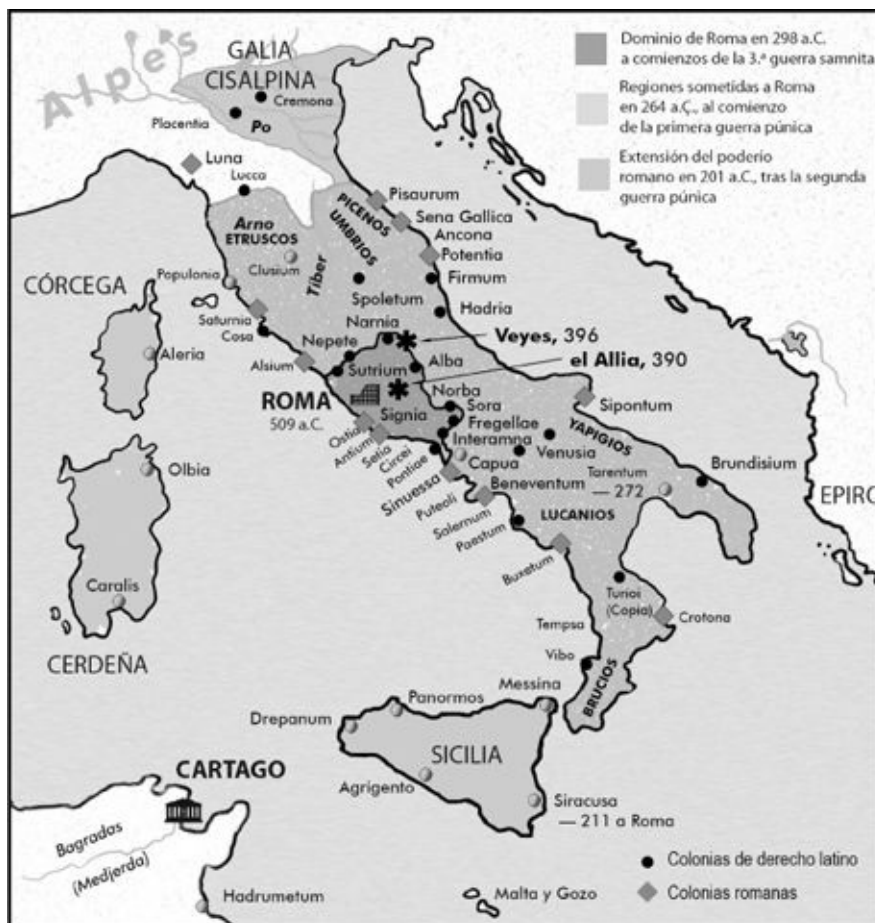 Alpes
GALIA
CISALPINA
Cremona
Placentia
Po
Dominio de Roma en 298 a.C.
a comienzos de la 3.ª guerra samnita
Regiones sometidas a Roma
en 264 a.Ç., al comienzo
de la primera guerra púnica
Extensión del poderío
romano en 201 a.C., tras la segunda
guerra púnica
Luna
Lucca
Pisaurum
PICENOS
Sena Gallica
UMBRIOS
Ancona
Arno
ETRUSCOS
Potentia
Clusium
Tiber
Firmum
Populonia
CÓRCEGA
Spoletum
Hadria
Saturnia
Cosa
Narnia
Veyes, 396
Nepete
Aleria
Alsium
Sutrium
Alba
el Allia, 390
ROMA
509 a.C.
Norba
Sora
Signia
Sipontum
Ostia
Antium
Setia
Circei
Pontiae
Fregellae
Interamna
YAPIGIOS
Capua
Venusia
Olbia
Sinuessa
Beneventum
Tarentum
— 272
Brundisium
Puteoli
Salernum
Paestum
LUCANIOS
EPIRO
Buxetum
Caralis
Turioi
(Copia)
Crotona
Tempsa
CERDEÑA
Vibo
BRUCIOS
Messina
Panormos
Drepanum
SICILIA
CARTAGO
Agrigento
Siracusa
— 211 a Roma
Bagradas
(Medjerda)
Hadrumetum
Malta y Gozo
Colonias de derecho latino
Colonias romanas